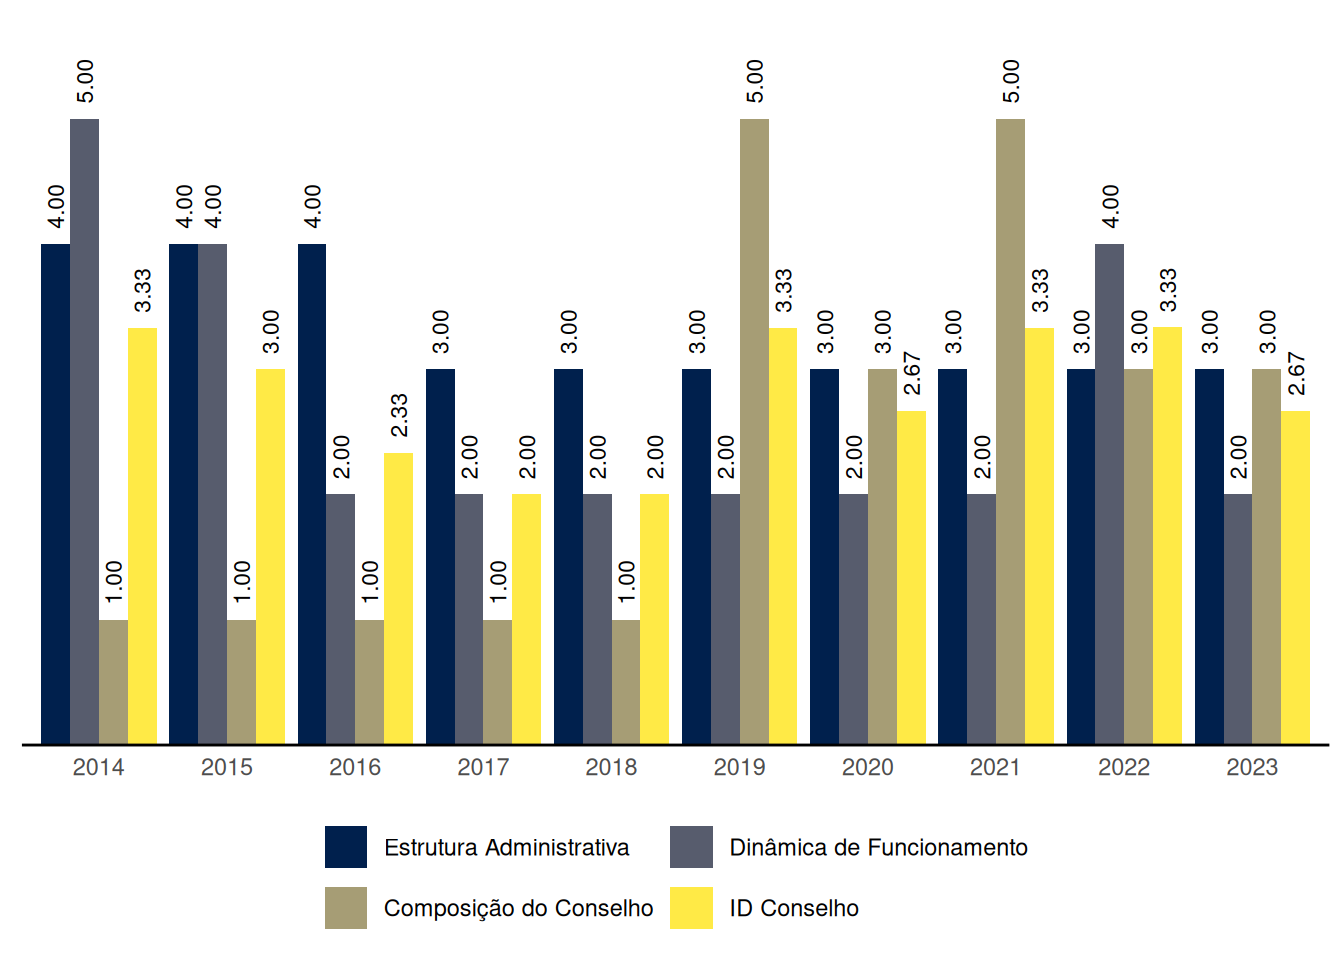 4.00 5.00 1.00 3.33
4.00 4.00 1.00 3.00
4.00 2.00 1.00 2.33
3.00 2.00 1.00 2.00
3.00 2.00 1.00 2.00
3.00 2.00 5.00 3.33
3.00 2.00 3.00 2.67
3.00 2.00 5.00 3.33
3.00 4.00 3.00 3.33
3.00 2.00 3.00 2.67
2014 2015 2016 2017 2018 2019 2020 2021 2022 2023
Estrutura Administrativa Dinâmica de Funcionamento
Composição do Conselho ID Conselho